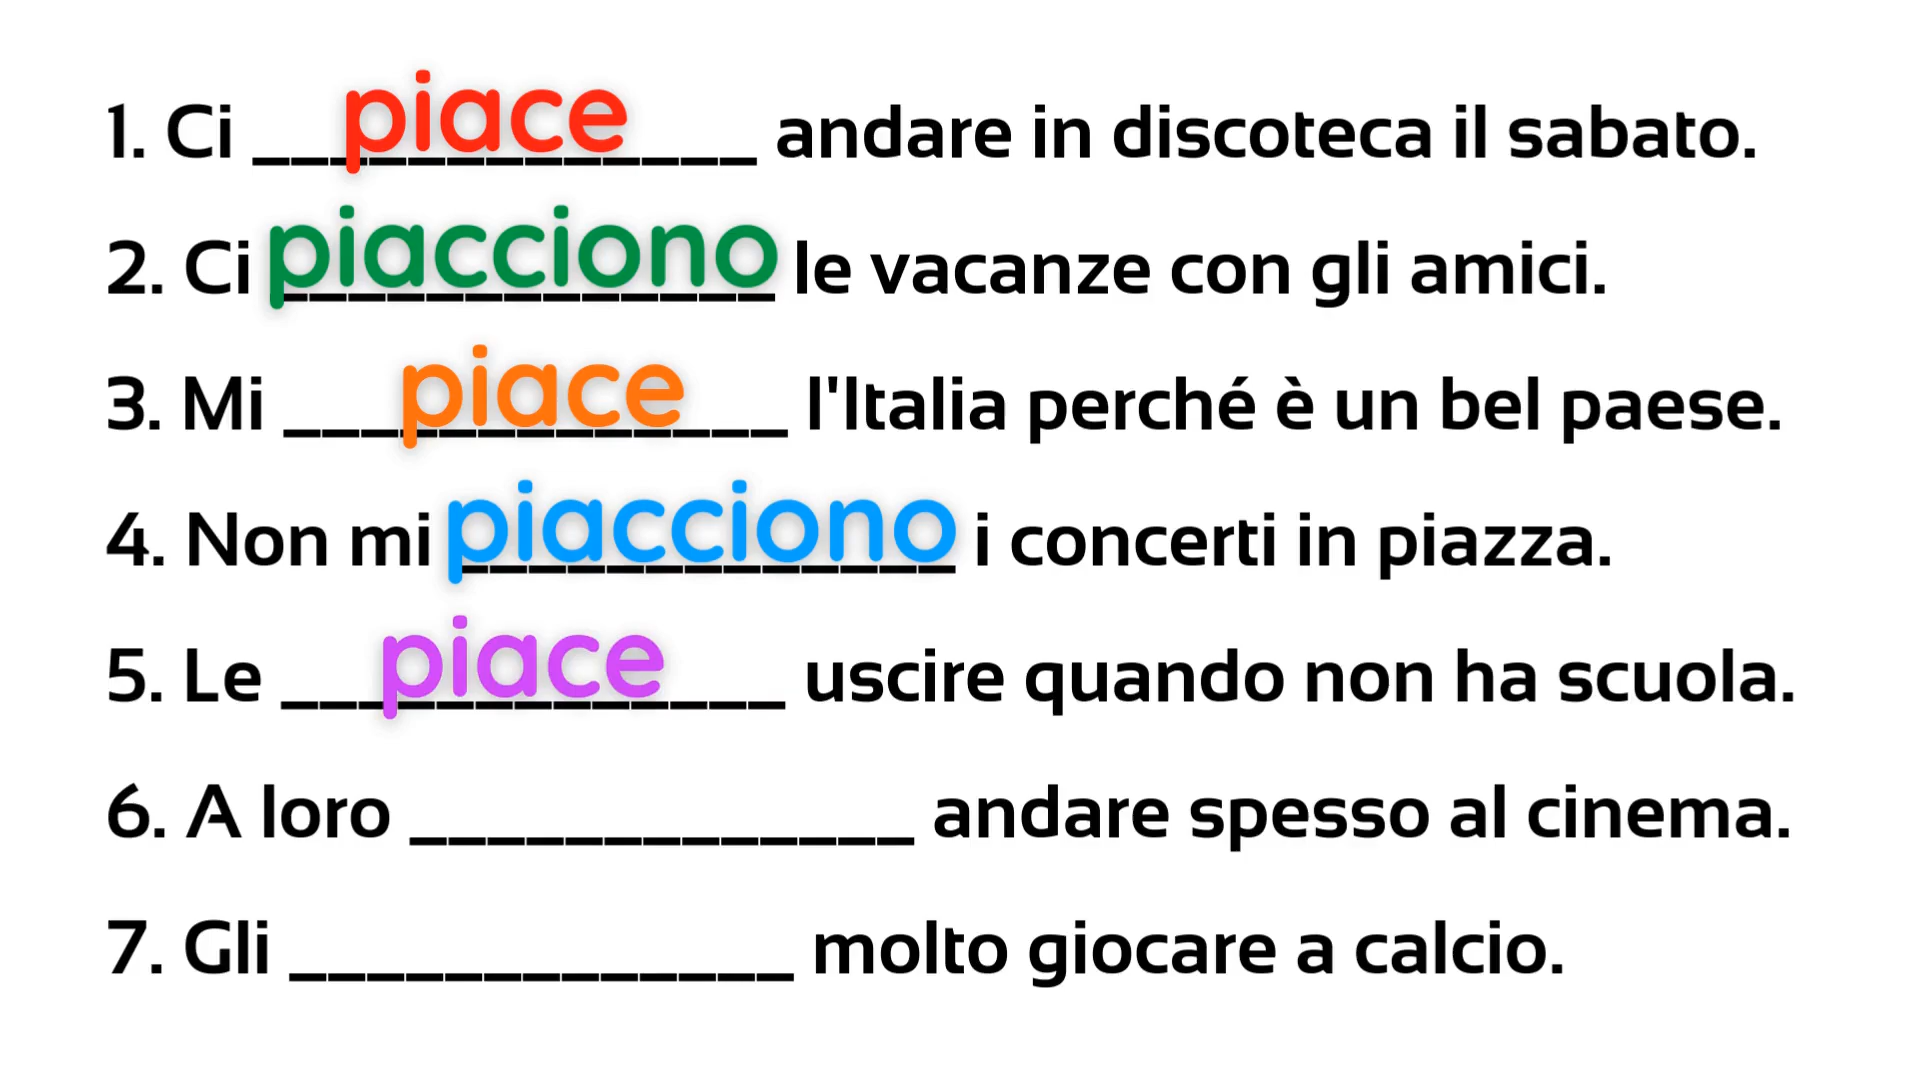 1. Ci piace andare in discoteca il sabato.
2. Ci piacciono le vacanze con gli amici.
3. Mi piace l'Italia perché è un bel paese.
4. Non mi piacciono i concerti in piazza.
5. Le piace uscire quando non ha scuola.
6. A loro _____________ andare spesso al cinema.
7. Gli _____________ molto giocare a calcio.